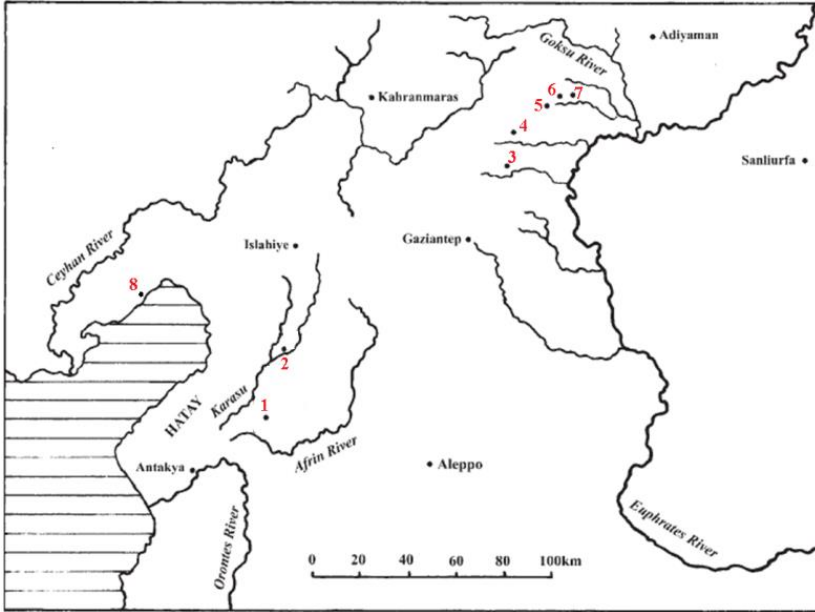 Goksu River
Adiyaman
Kahranmaras
6
7
5
4
3
Sanliurfa
Gaziantep
Islahiye
Ceyhan River
8
2
Karasu
HATAY
1
Afrin River
Antakya
Aleppo
Orontes River
Euphrates River
0 20 40 60 80 100km